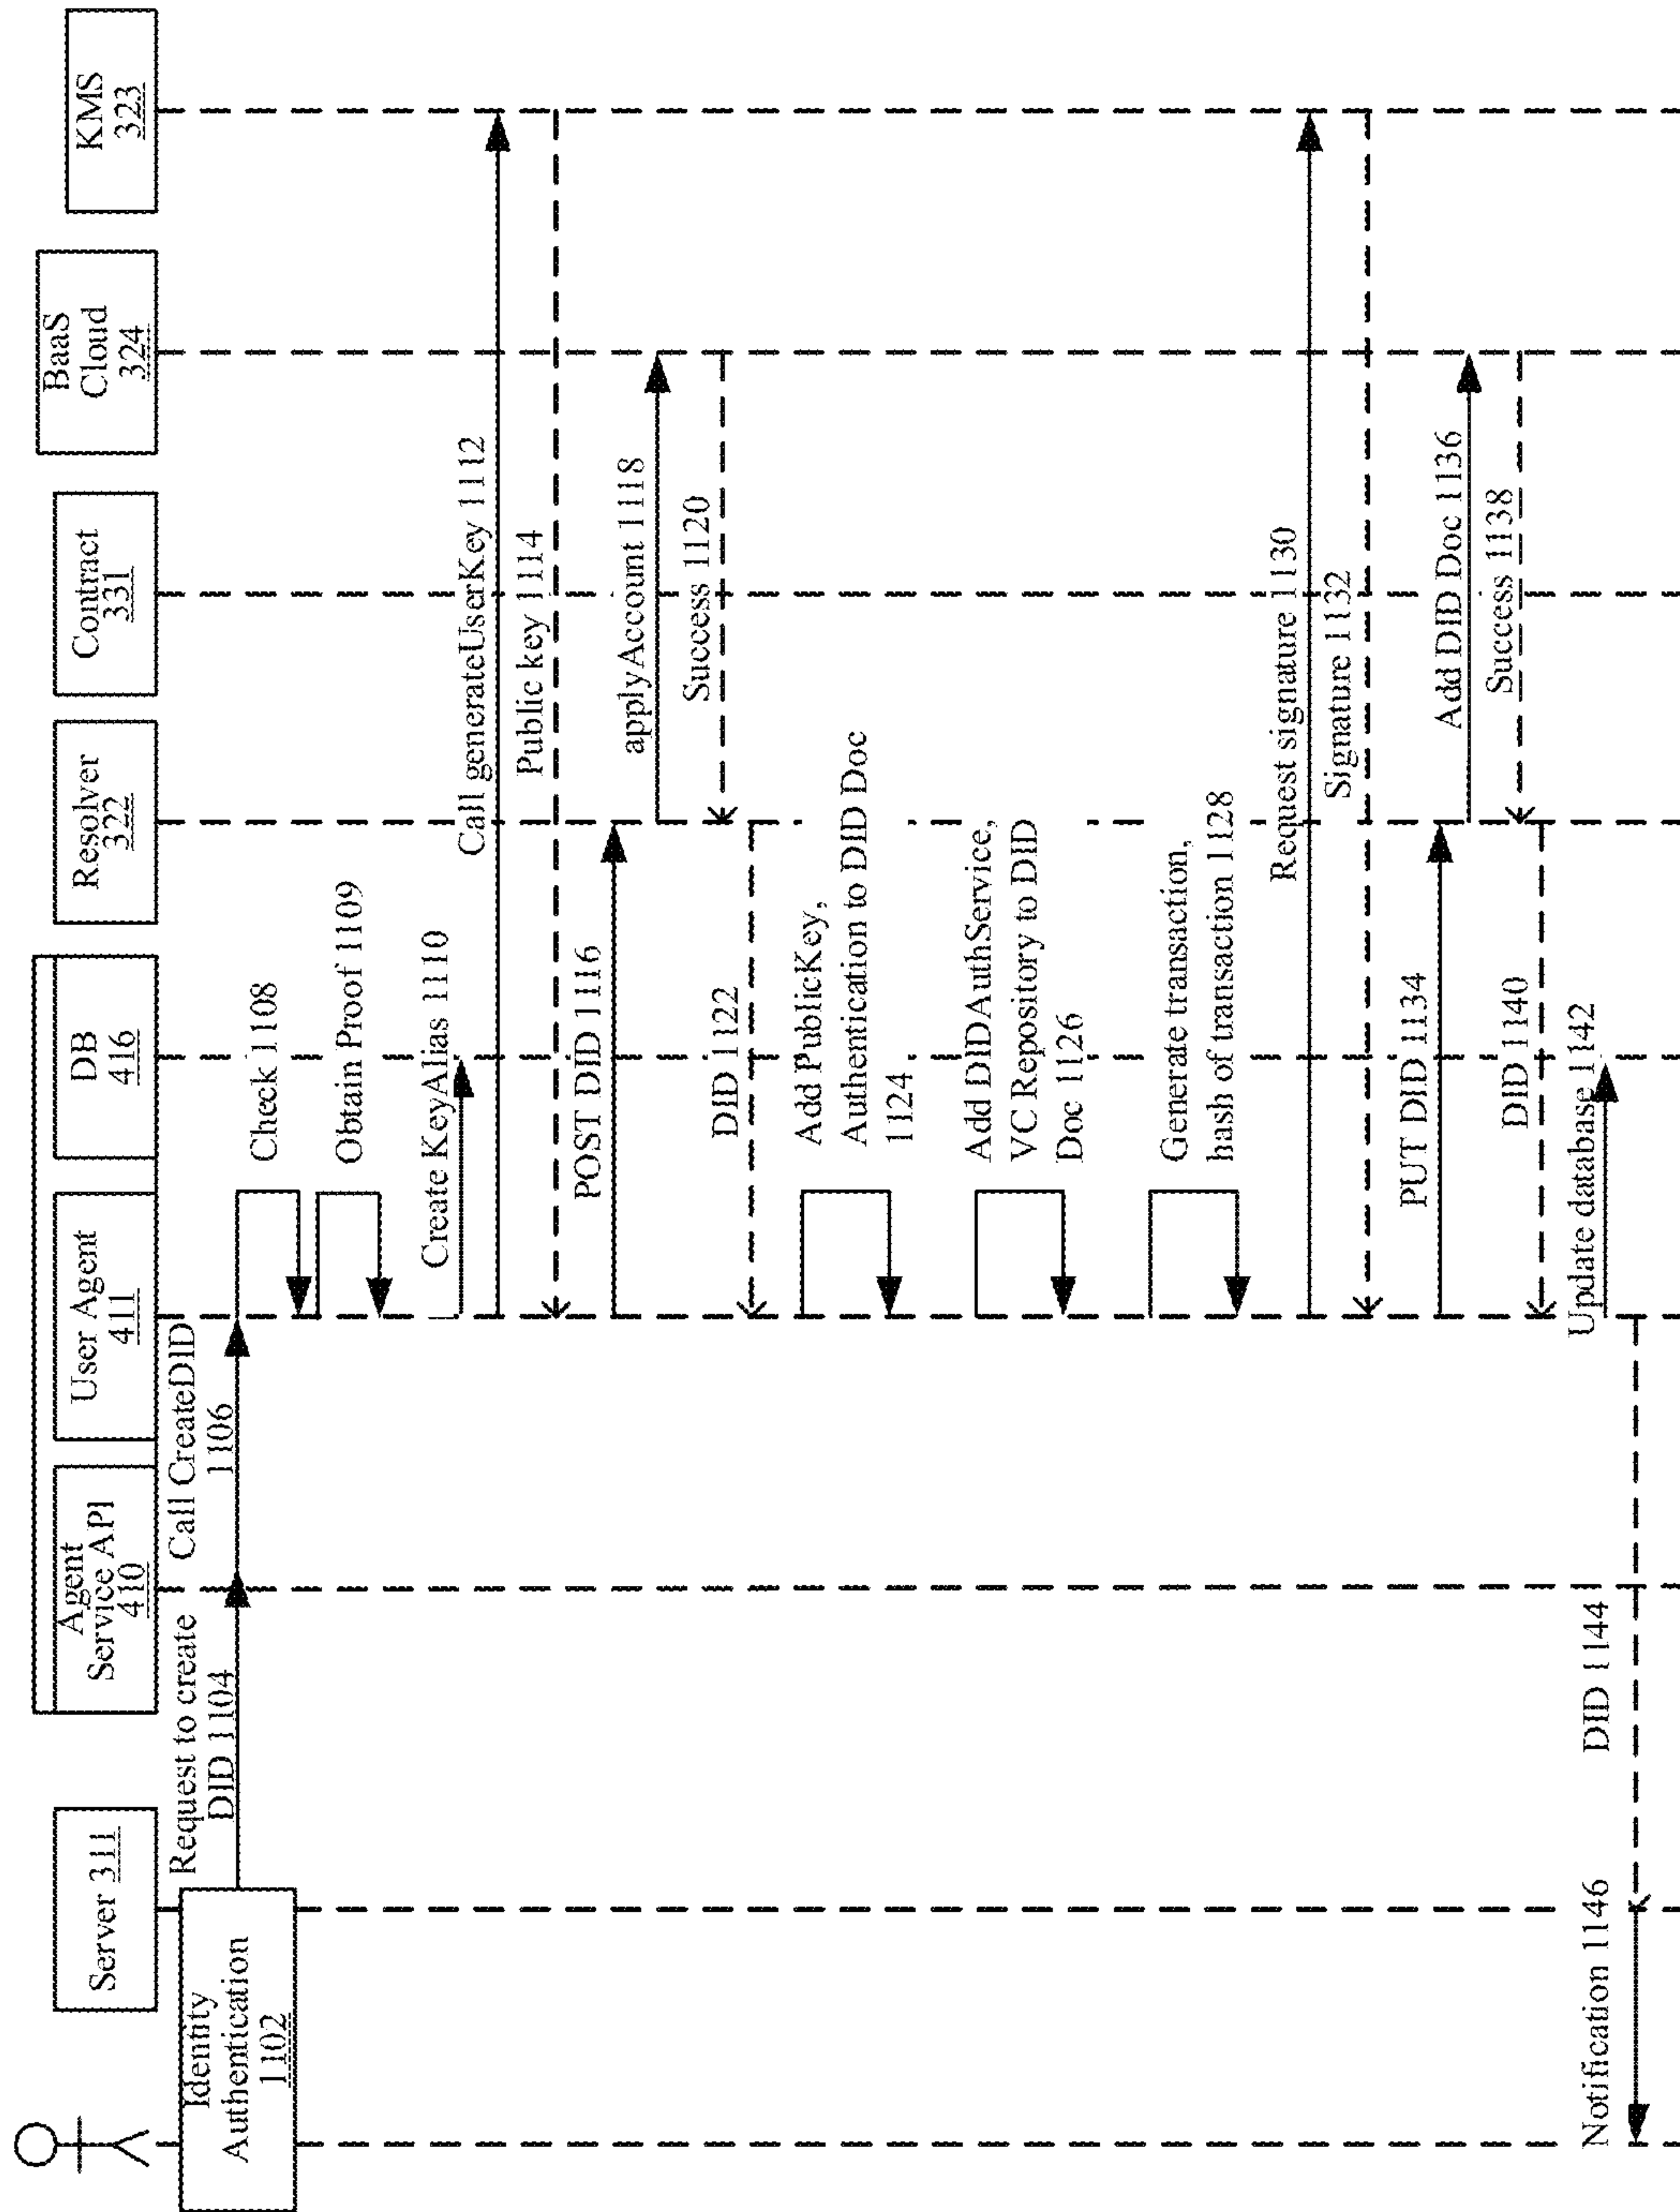 Server 311
Agent
Service API
410
User Agent
411
DB
416
Resolver
322
Contract
331
BaaS
Cloud
324
KMS
323
Identity
Authentication
1102
Request to create
DID 1104
Call CreateDID
1106
Check 1108
Obtain Proof 1109
Create KeyAlias 1110
Call generateUserKey 1112
Public key 1114
POST DID 1116
applyAccount 1118
Success 1120
DID 1122
Add PublicKey,
Authentication to DID Doc
1124
Add DIDAuthService,
VC Repository to DID
Doc 1126
Generate transaction,
hash of transaction 1128
Request signature 1130
Signature 1132
PUT DID 1134
Add DID Doc 1136
Success 1138
DID 1140
Update database 1142
DID 1144
Notification 1146